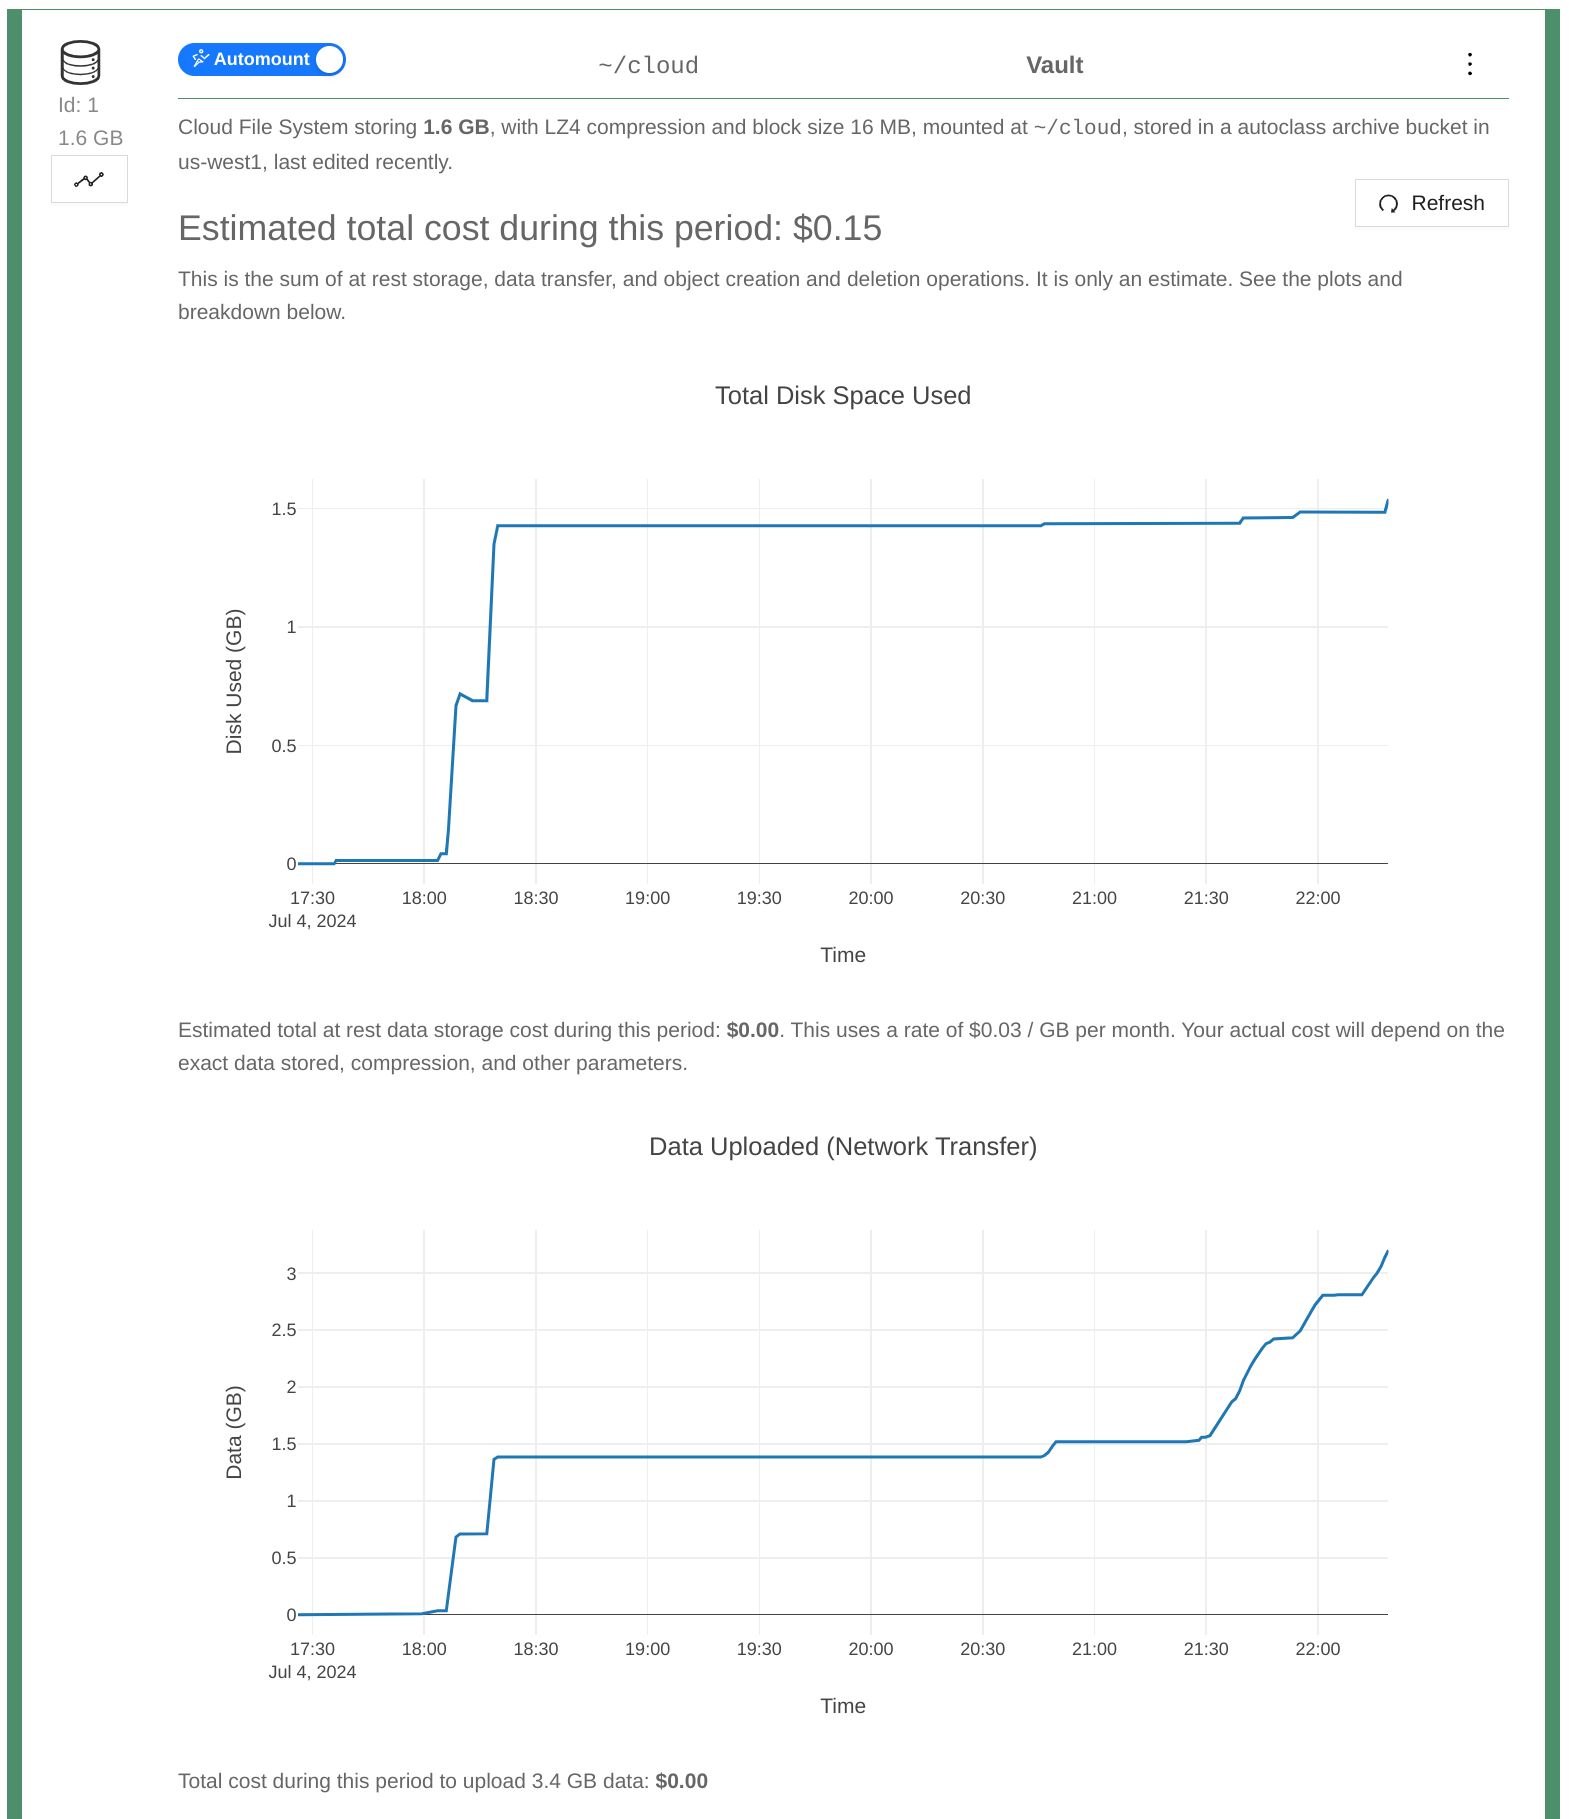 Automount
~/cloud
Vault
Id: 1
1.6 GB
Cloud File System storing 1.6 GB, with LZ4 compression and block size 16 MB, mounted at ~/cloud, stored in a autoclass archive bucket in
us-west1, last edited recently.
Refresh
Estimated total cost during this period: $0.15
This is the sum of at rest storage, data transfer, and object creation and deletion operations. It is only an estimate. See the plots and
breakdown below.
Total Disk Space Used
Disk Used (GB)
1.5
1
0.5
0
17:30 18:00 18:30 19:00 19:30 20:00 20:30 21:00 21:30 22:00
Jul 4, 2024
Time
Estimated total at rest data storage cost during this period: $0.00. This uses a rate of $0.03 / GB per month. Your actual cost will depend on the
exact data stored, compression, and other parameters.
Data Uploaded (Network Transfer)
Data (GB)
3
2.5
2
1.5
1
0.5
0
17:30 18:00 18:30 19:00 19:30 20:00 20:30 21:00 21:30 22:00
Jul 4, 2024
Time
Total cost during this period to upload 3.4 GB data: $0.00